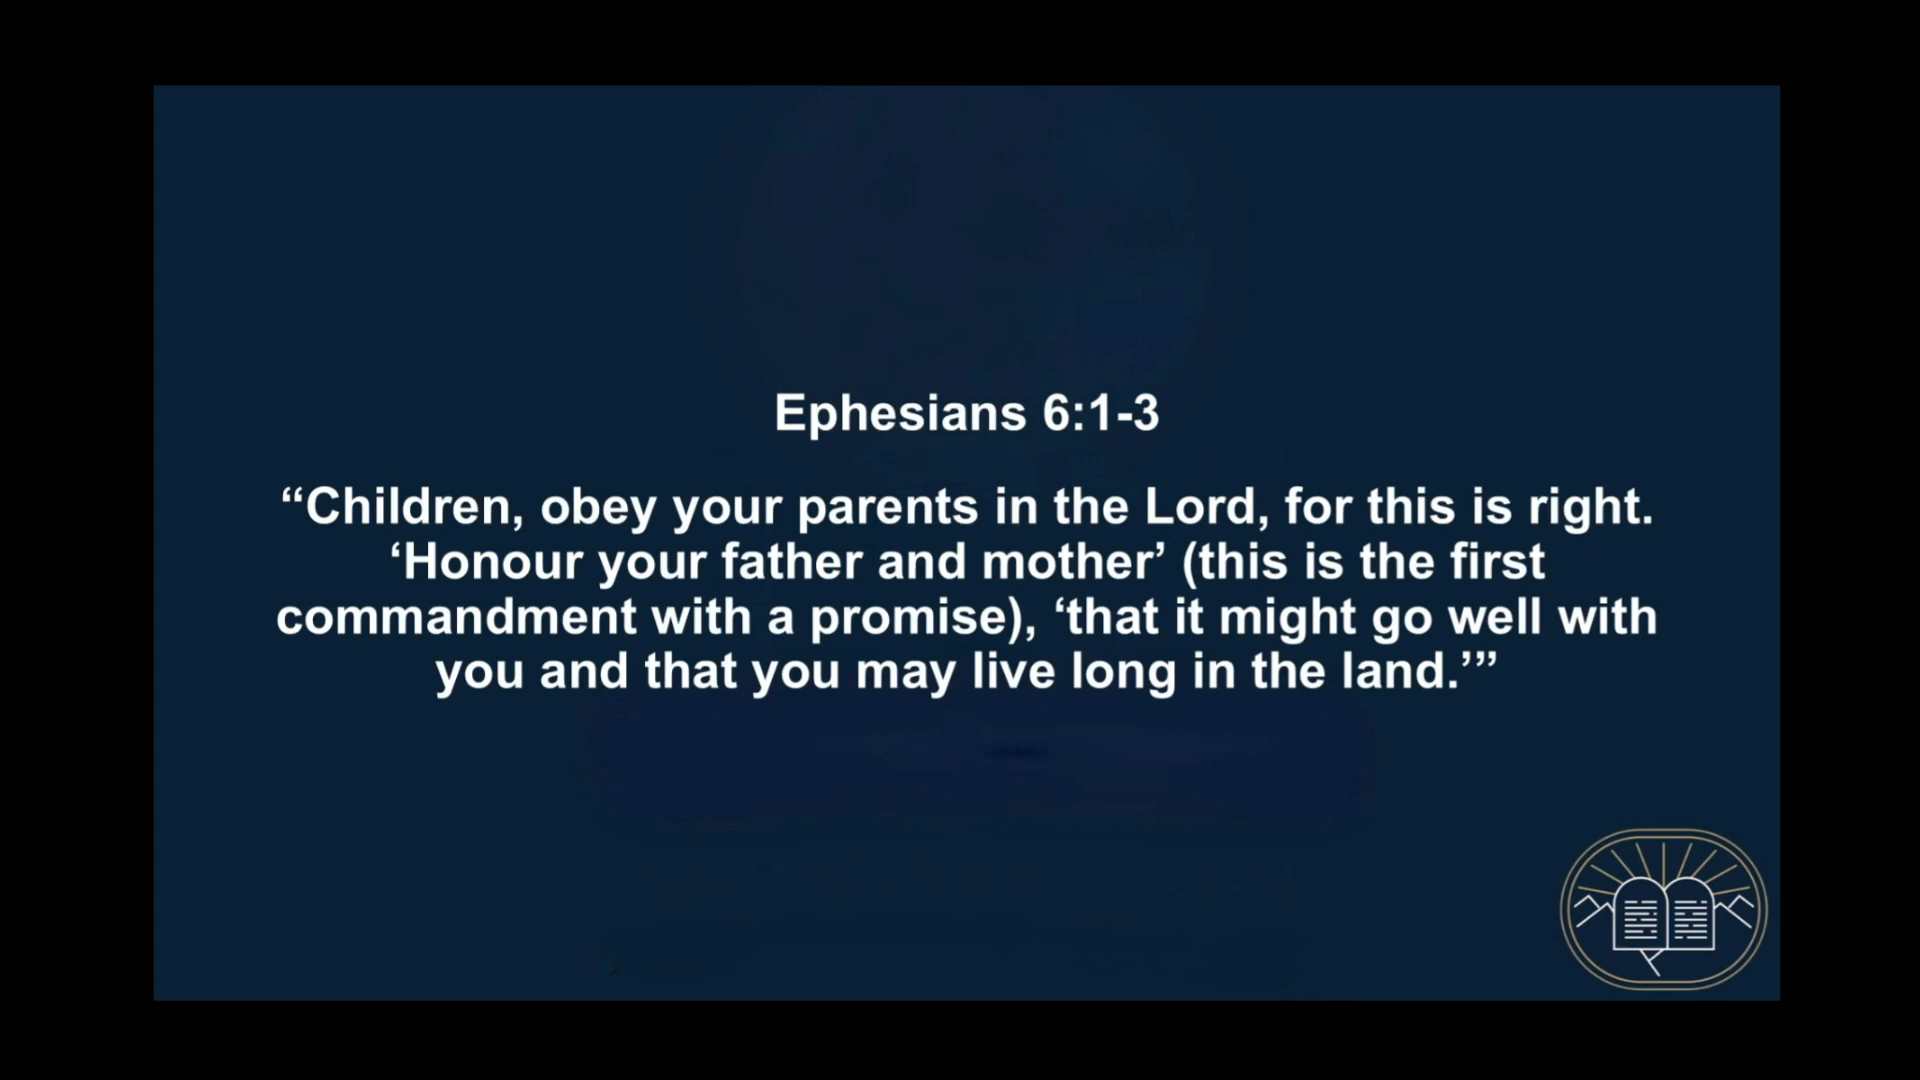 Ephesians 6:1-3
“Children, obey your parents in the Lord, for this is right.
‘Honour your father and mother’ (this is the first
commandment with a promise), ‘that it might go well with
you and that you may live long in the land.’”